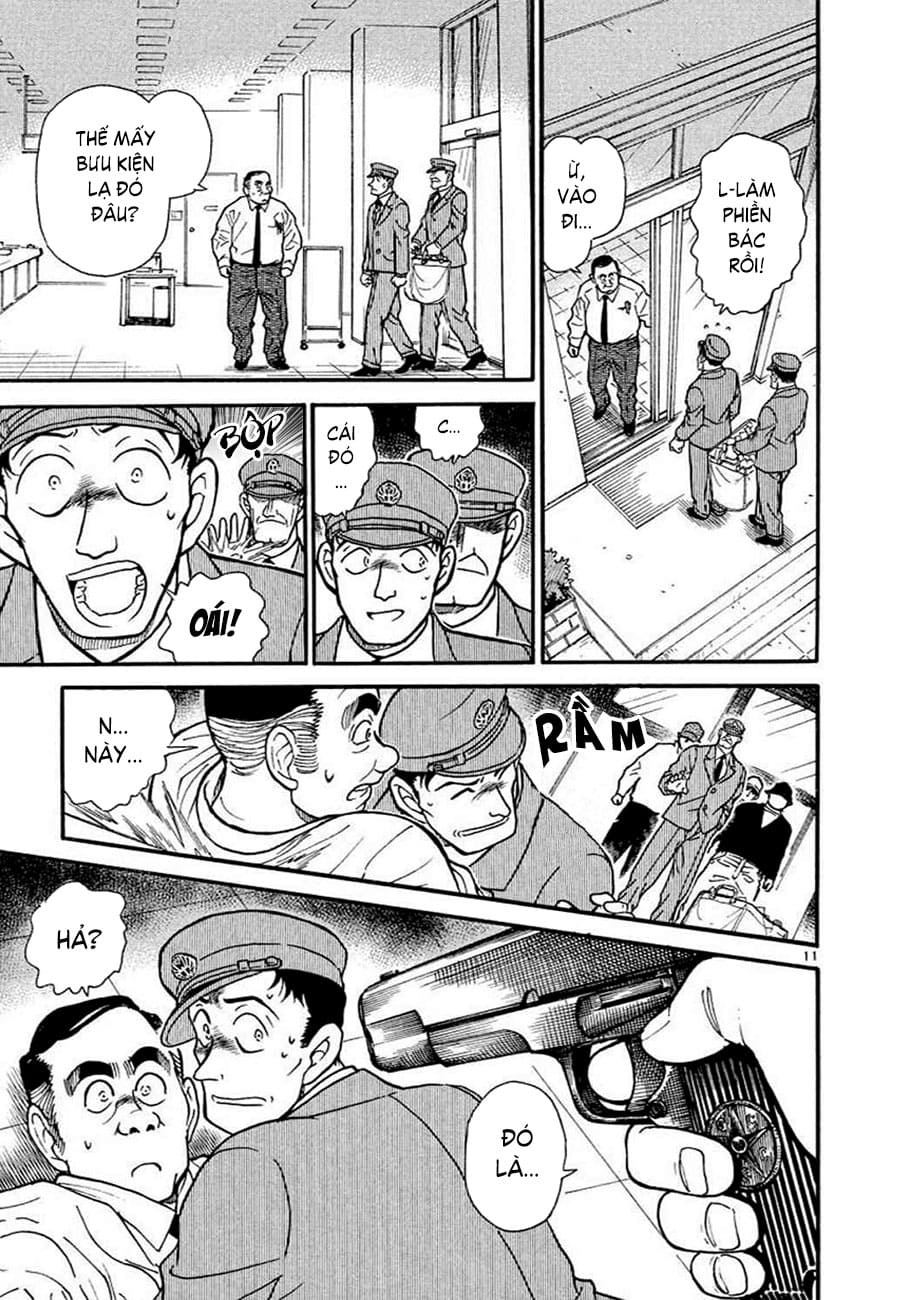 L-LÀM
PHIỀN
BÁC
RỒI!
Ừ,
VÀO
ĐI...
THẾ MẤY
BƯU KIỆN
LẠ ĐÓ
ĐÂU?
C...
CÁI
ĐÓ
...
BỘP
OÁI!
RẦM
N...
NÀY...
11
ĐÓ
LÀ...
HẢ?